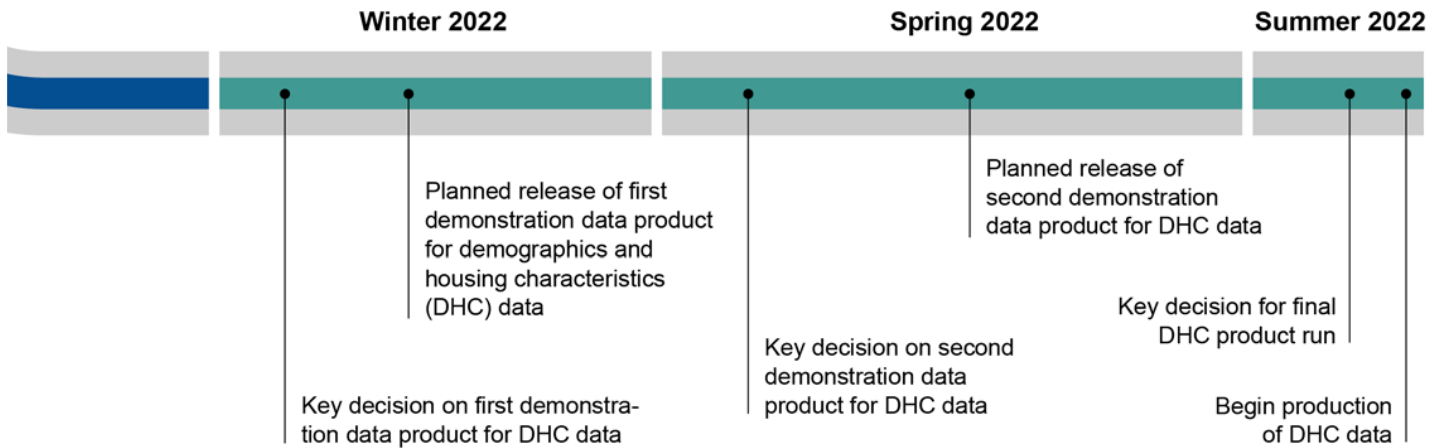 Winter 2022
Spring 2022
Summer 2022
Planned release of first
demonstration data product
for demographics and
housing characteristics
(DHC) data
Key decision on first demonstra-
tion data product for DHC data
Planned release of
second demonstration
data product for DHC data
Key decision on second
demonstration data
product for DHC data
Key decision for final
DHC product run
Begin production
of DHC data